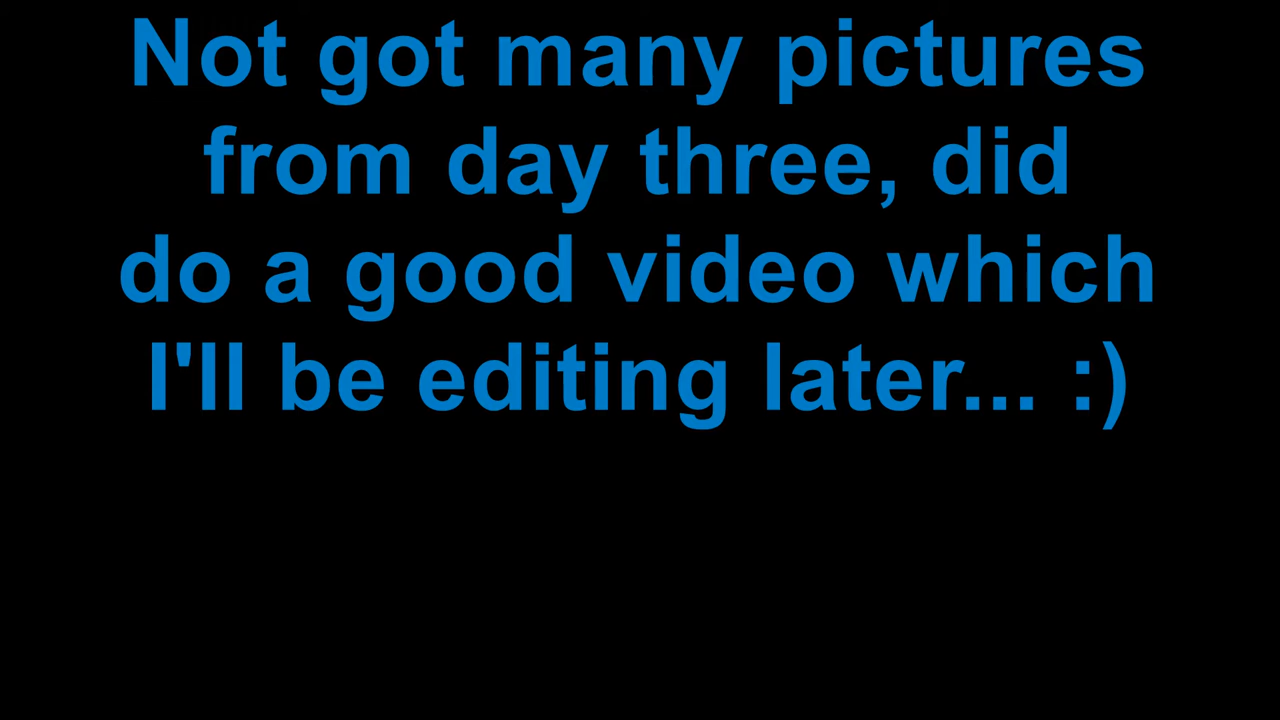 Not got many pictures
from day three, did
do a good video which
I'll be editing later... :)